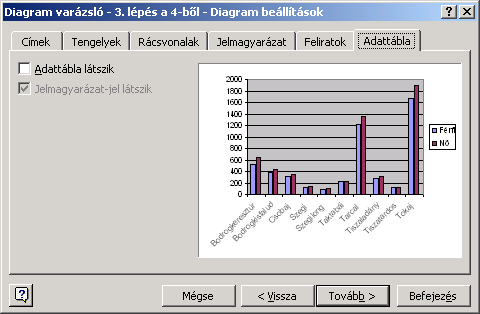 Diagram varázsló - 3. lépés a 4-ből - Diagram beállítások
Címek Tengelyek Rácsvonalak Jelmagyarázat Feliratok Adattábla
Adattábla látszik
Jelmagyarázat-jel látszik
2000
1800
1600
1400
1200
1000
800
600
400
200
0
Férfi
Nő
Bodrogkeresztúr
Bodrogkisfalud
Csobaj
Szegi
Szegilong
Taktabáj
Tarcal
Tiszaladány
Tiszatardos
Tokaj
Mégse < Vissza Tovább > Befejezés